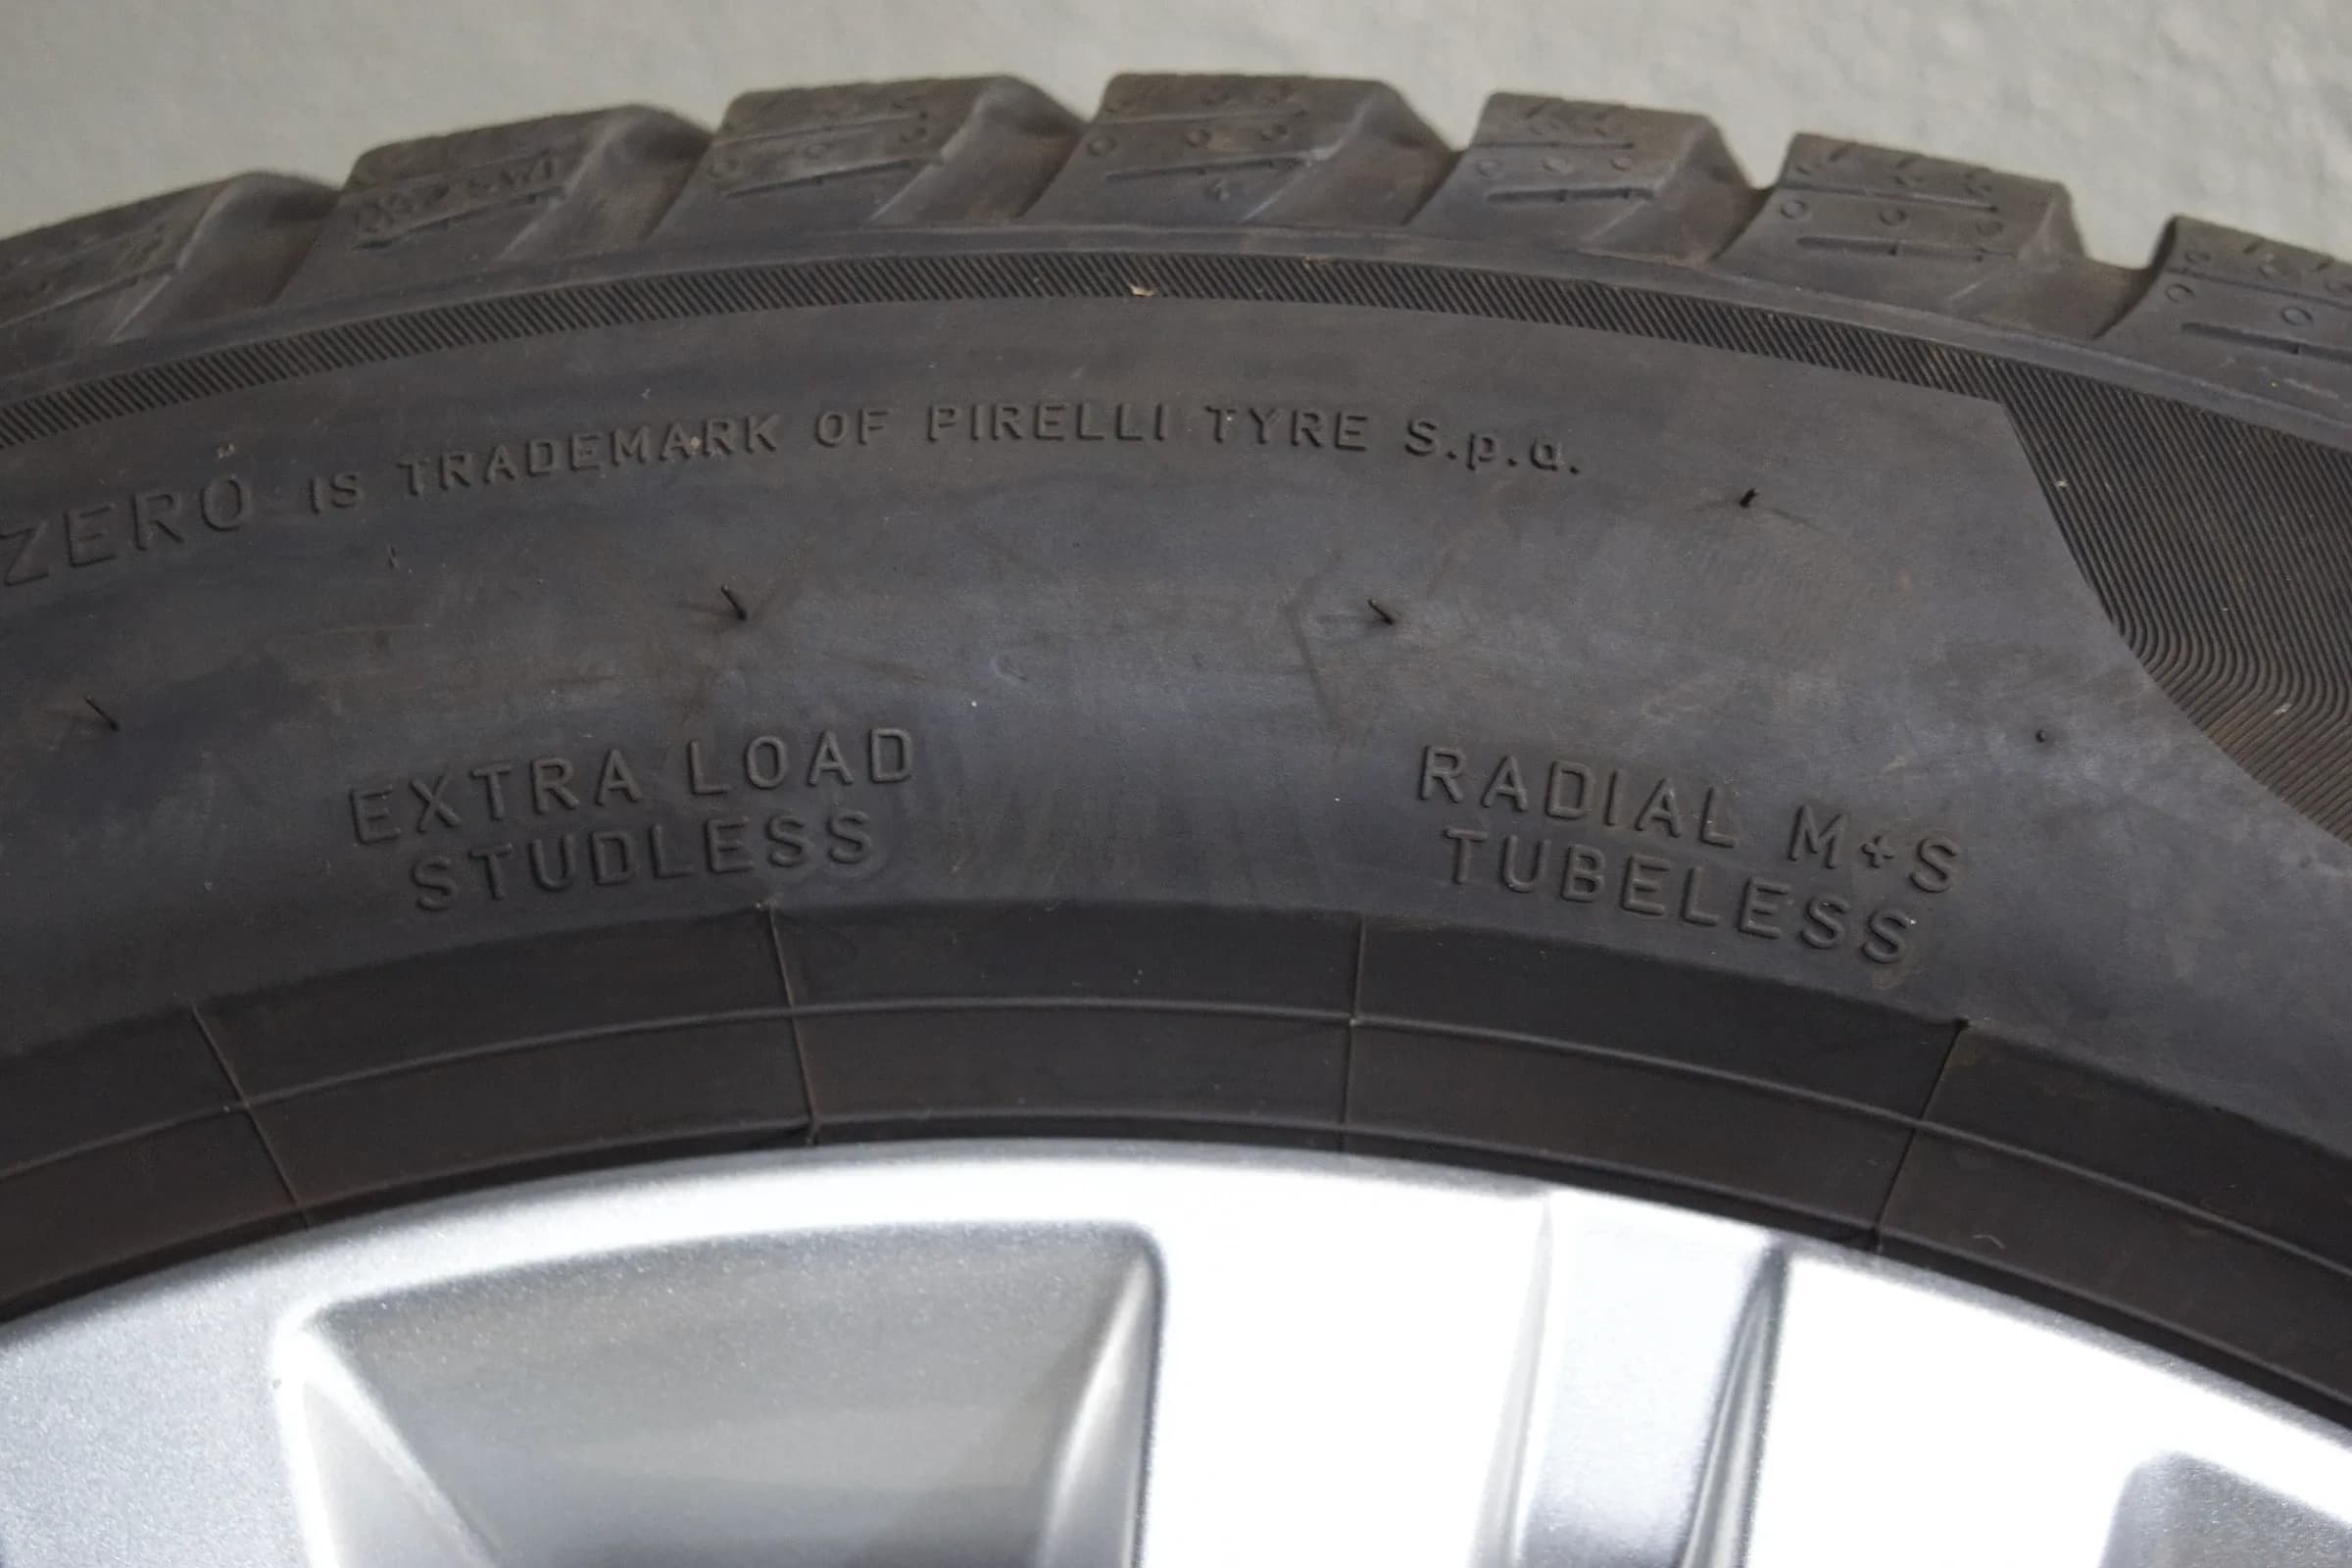 ZERO IS TRADEMARK OF PIRELLI TYRE S.p.a.
EXTRA LOAD
STUDLESS
RADIAL M+S
TUBELESS